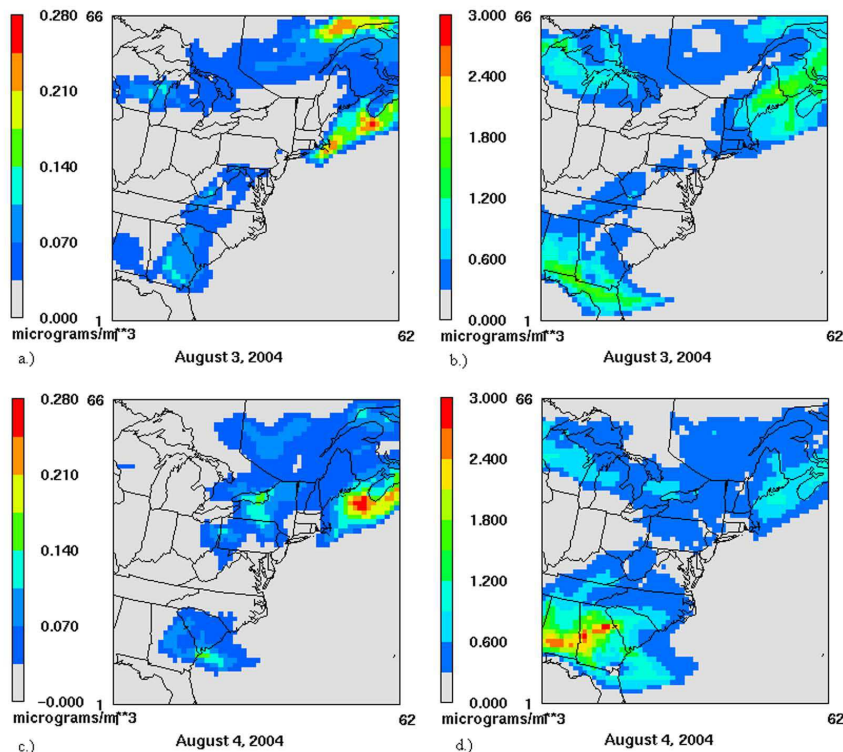 0.280
0.210
0.140
0.070
0.000
66
1
micrograms/m**3
62
a.)
August 3, 2004
3.000
2.400
1.800
1.200
0.600
0.000
66
1
micrograms/m**3
62
b.)
August 3, 2004
0.280
0.210
0.140
0.070
−0.000
66
1
micrograms/m**3
62
c.)
August 4, 2004
3.000
2.400
1.800
1.200
0.600
0.000
66
1
micrograms/m**3
62
d.)
August 4, 2004